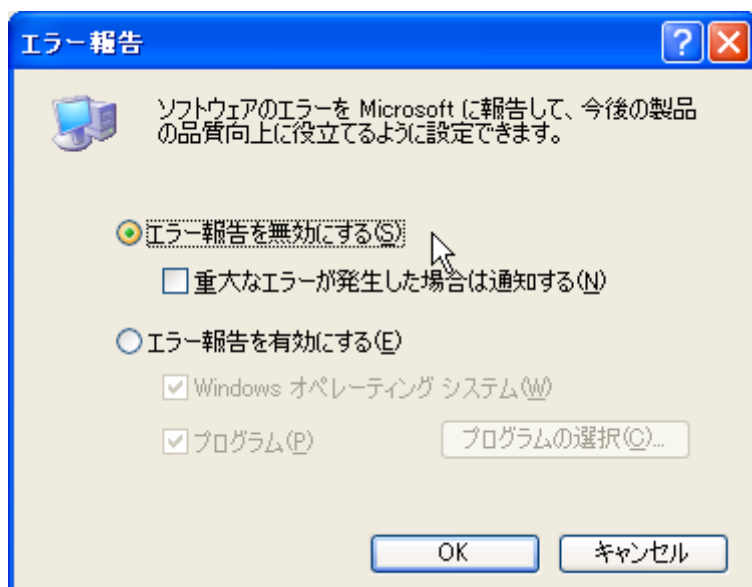 エラー報告
ソフトウェアのエラーを Microsoft に報告して、今後の製品
の品質向上に役立てるように設定できます。
エラー報告を無効にする(S)
重大なエラーが発生した場合は通知する(N)
エラー報告を有効にする(E)
Windows オペレーティング システム(W)
プログラム(P) プログラムの選択(C)...
OK キャンセル